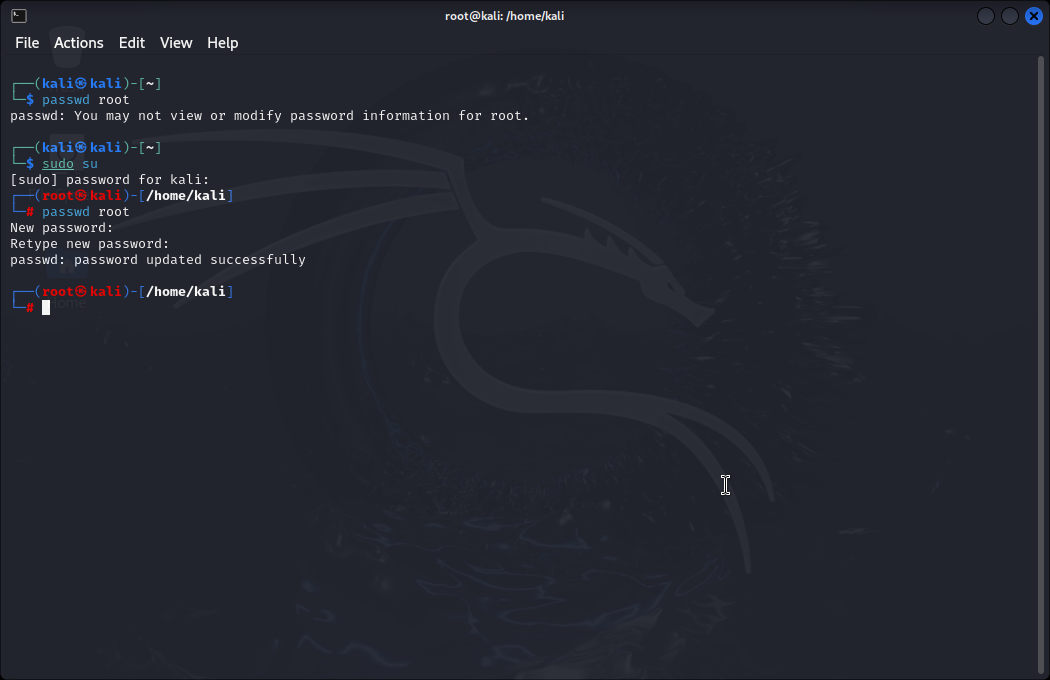 root@kali: /home/kali
File Actions Edit View Help
┌──(kali㉿kali)-[~]
└─$ passwd root
passwd: You may not view or modify password information for root.
┌──(kali㉿kali)-[~]
└─$ sudo su
[sudo] password for kali:
┌──(root㉿kali)-[/home/kali]
└─# passwd root
New password:
Retype new password:
passwd: password updated successfully
┌──(root㉿kali)-[/home/kali]
└─#